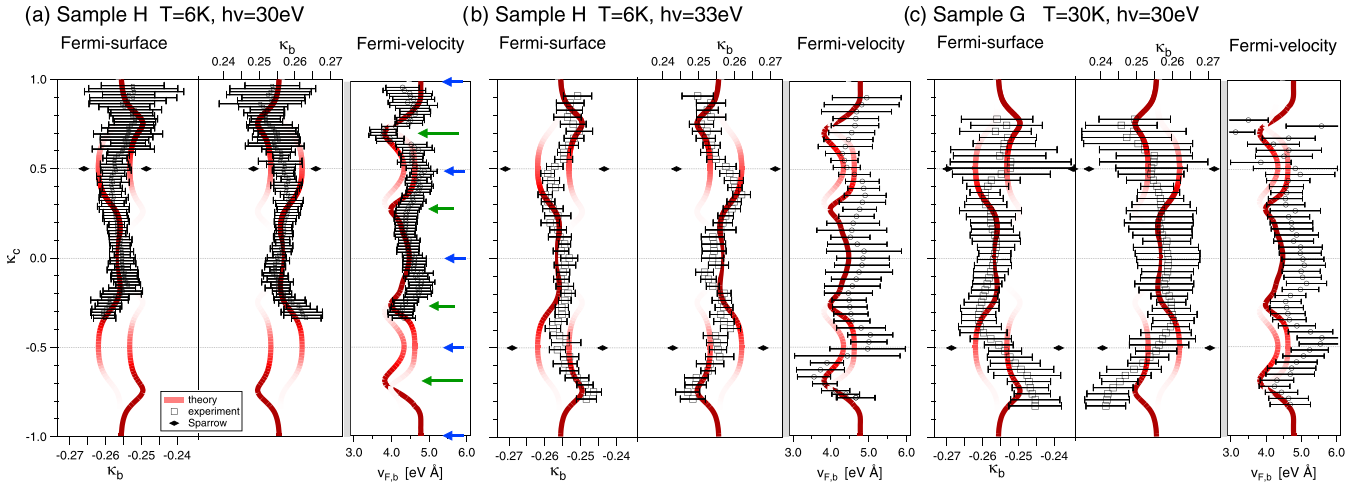 (a) Sample H T=6K, hν=30eV
Fermi-surface
κb
Fermi-velocity
0.24 0.25 0.26 0.27
1.0
0.5
0.0
-0.5
-1.0
κc
theory
experiment
Sparrow
-0.27 -0.26 -0.25 -0.24
κb
3.0 4.0 5.0 6.0
vF,b [eV Å]
(b) Sample H T=6K, hν=33eV
Fermi-surface
κb
Fermi-velocity
0.24 0.25 0.26 0.27
-0.27 -0.26 -0.25 -0.24
κb
3.0 4.0 5.0 6.0
vF,b [eV Å]
(c) Sample G T=30K, hν=30eV
Fermi-surface
κb
Fermi-velocity
0.24 0.25 0.26 0.27
-0.27 -0.26 -0.25 -0.24
κb
3.0 4.0 5.0 6.0
vF,b [eV Å]